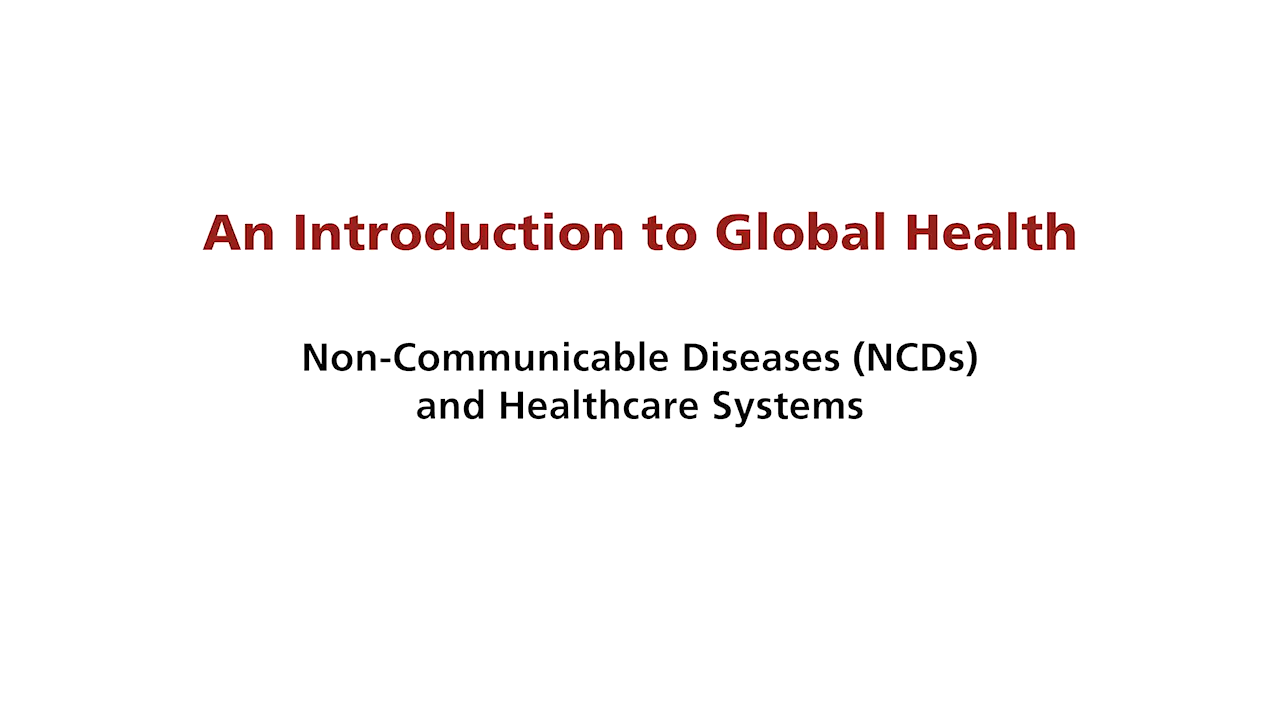 An Introduction to Global Health
Non-Communicable Diseases (NCDs)
and Healthcare Systems